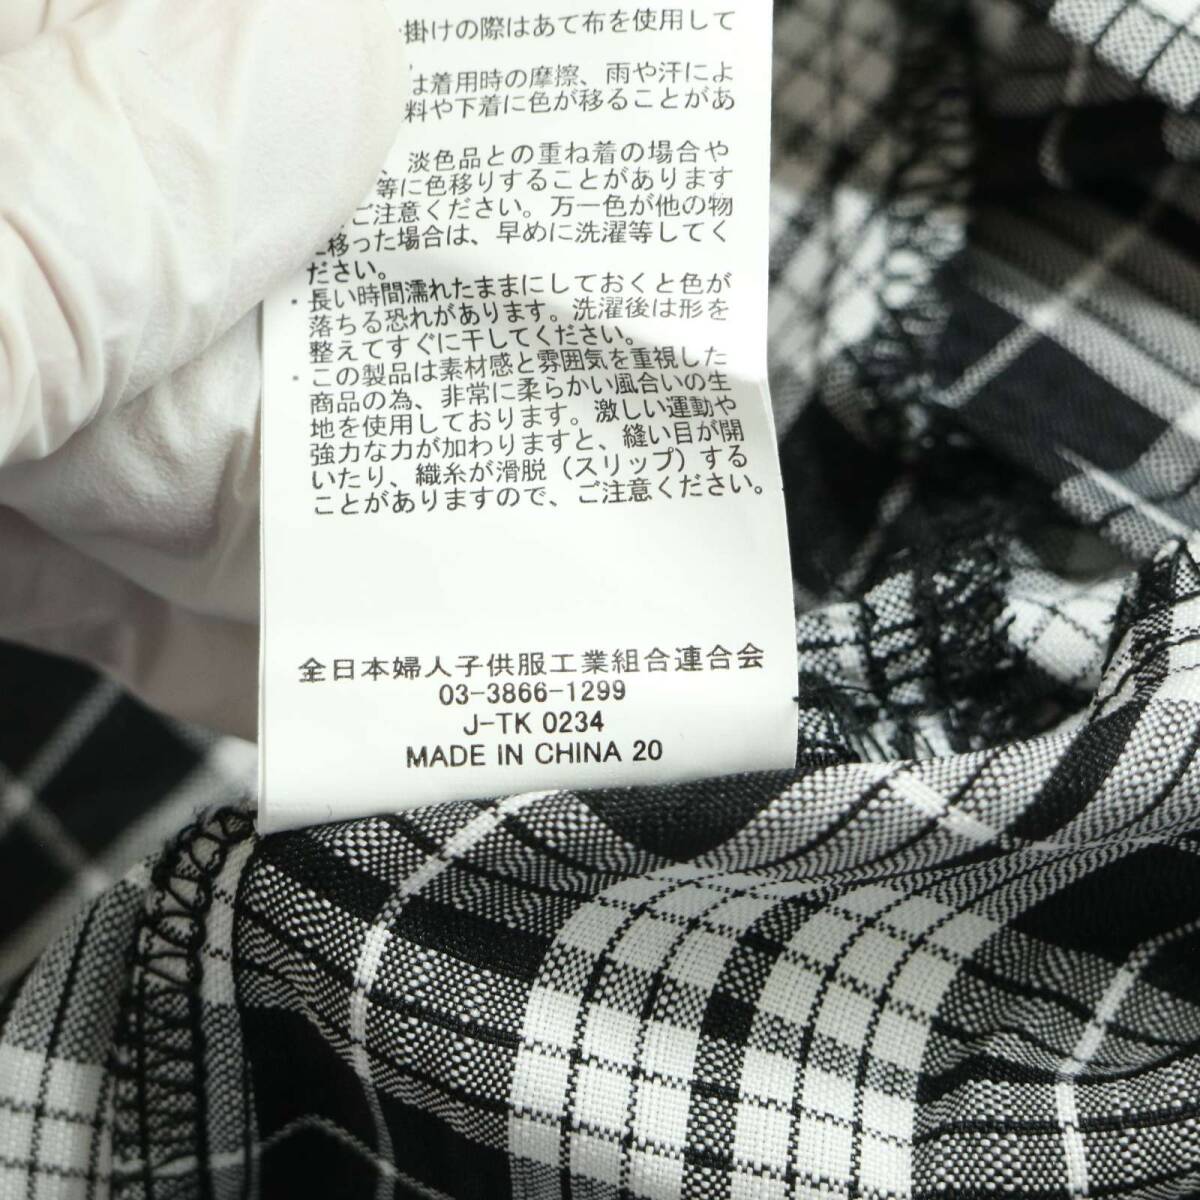 掛けの際はあて布を使用して
は着用時の摩擦、雨や汗によ
料や下着に色が移ることがあ
、淡色品との重ね着の場合や
等に色移りすることがあります
ご注意ください。万一色が他の物
に移った場合は、早めに洗濯等してく
ださい。
・長い時間濡れたままにしておくと色が
落ちる恐れがあります。洗濯後は形を
整えてすぐに干してください。
・この製品は素材感と雰囲気を重視した
商品の為、非常に柔らかい風合いの生
地を使用しております。激しい運動や
強力な力が加わりますと、縫い目が開
いたり、織糸が滑脱（スリップ）する
ことがありますので、ご注意ください。
全日本婦人子供服工業組合連合会
03-3866-1299
J-TK 0234
MADE IN CHINA 20